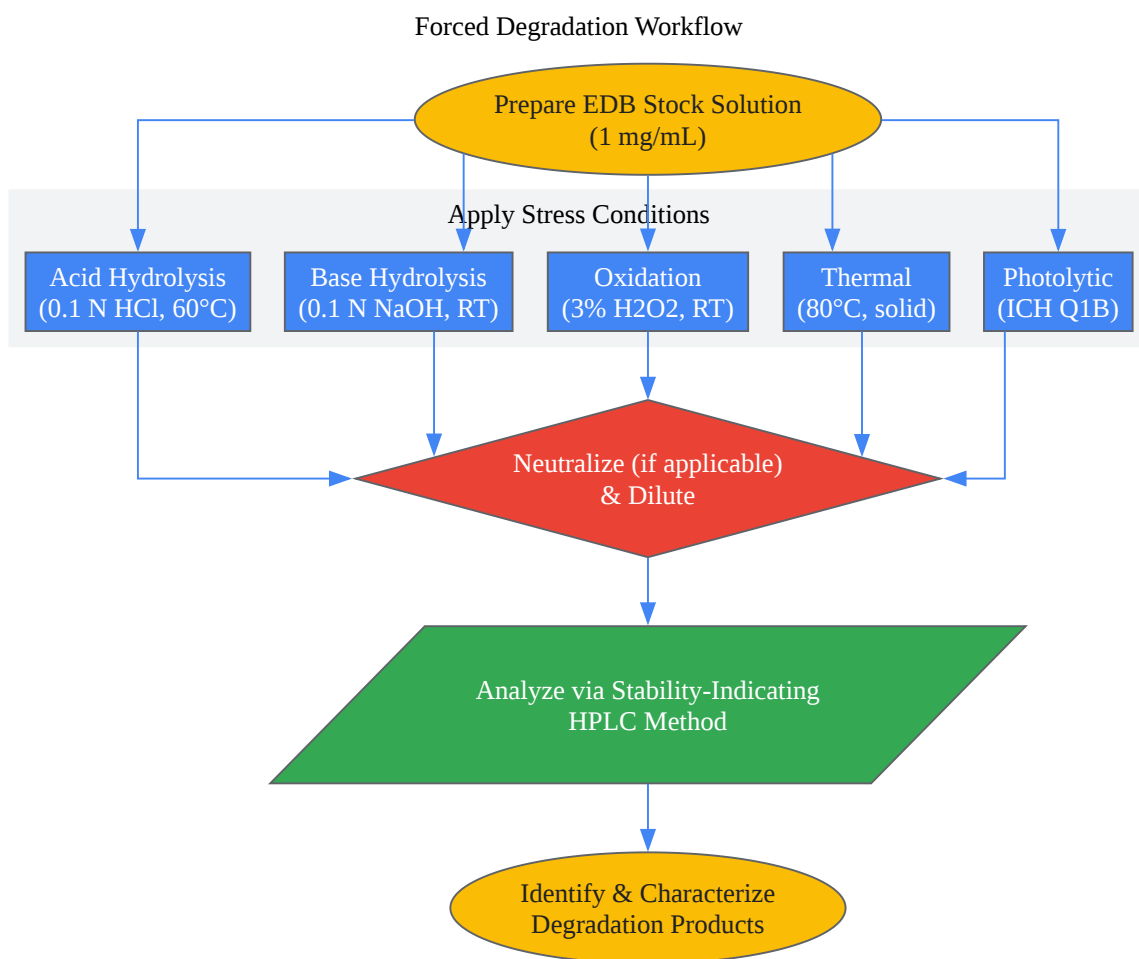 Forced Degradation Workflow
Prepare EDB Stock Solution
(1 mg/mL)
Apply Stress Conditions
Acid Hydrolysis
(0.1 N HCl, 60°C)
Base Hydrolysis
(0.1 N NaOH, RT)
Oxidation
(3% H2O2, RT)
Thermal
(80°C, solid)
Photolytic
(ICH Q1B)
Neutralize (if applicable)
& Dilute
Analyze via Stability-Indicating
HPLC Method
Identify & Characterize
Degradation Products